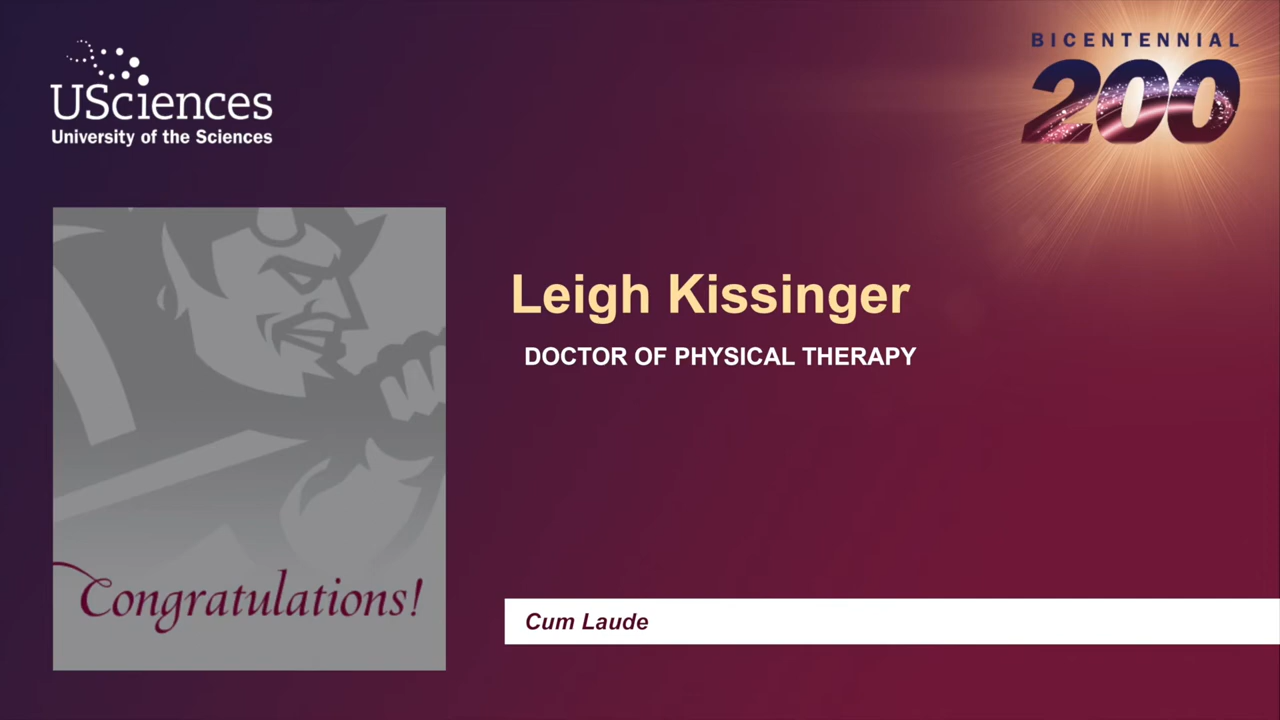 USciences
University of the Sciences
BICENTENNIAL
200
Leigh Kissinger
DOCTOR OF PHYSICAL THERAPY
Congratulations!
Cum Laude